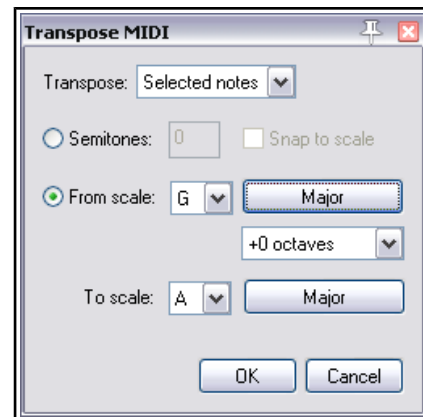 Transpose MIDI
Transpose: Selected notes
Semitones: 0 Snap to scale
From scale: G Major
+0 octaves
To scale: A Major
OK Cancel